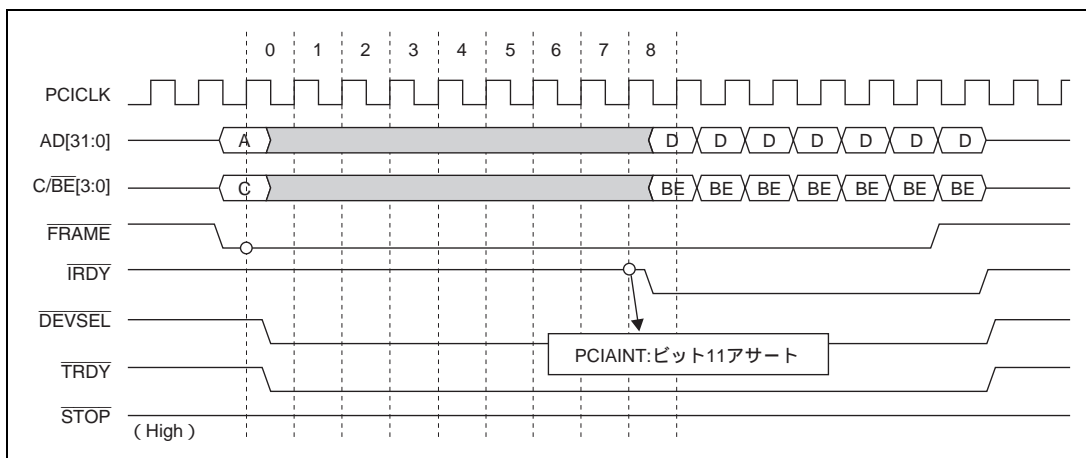 0 1 2 3 4 5 6 7 8
PCICLK
AD[31:0] A D D D D D D D
C/BE[3:0] C BE BE BE BE BE BE BE
FRAME
IRDY
DEVSEL
PCIAINT:ビット11アサート
TRDY
STOP
（High）